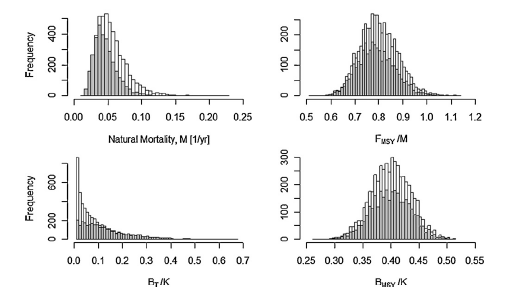 Frequency
0 200 400
0.00 0.05 0.10 0.15 0.20 0.25
Natural Mortality, M [1/yr]
0 100 200
0.5 0.6 0.7 0.8 0.9 1.0 1.1 1.2
FMSY /M
Frequency
0 200 600
0.0 0.1 0.2 0.3 0.4 0.5 0.6 0.7
BT /K
0 100 200 300
0.25 0.30 0.35 0.40 0.45 0.50 0.55
BMSY /K